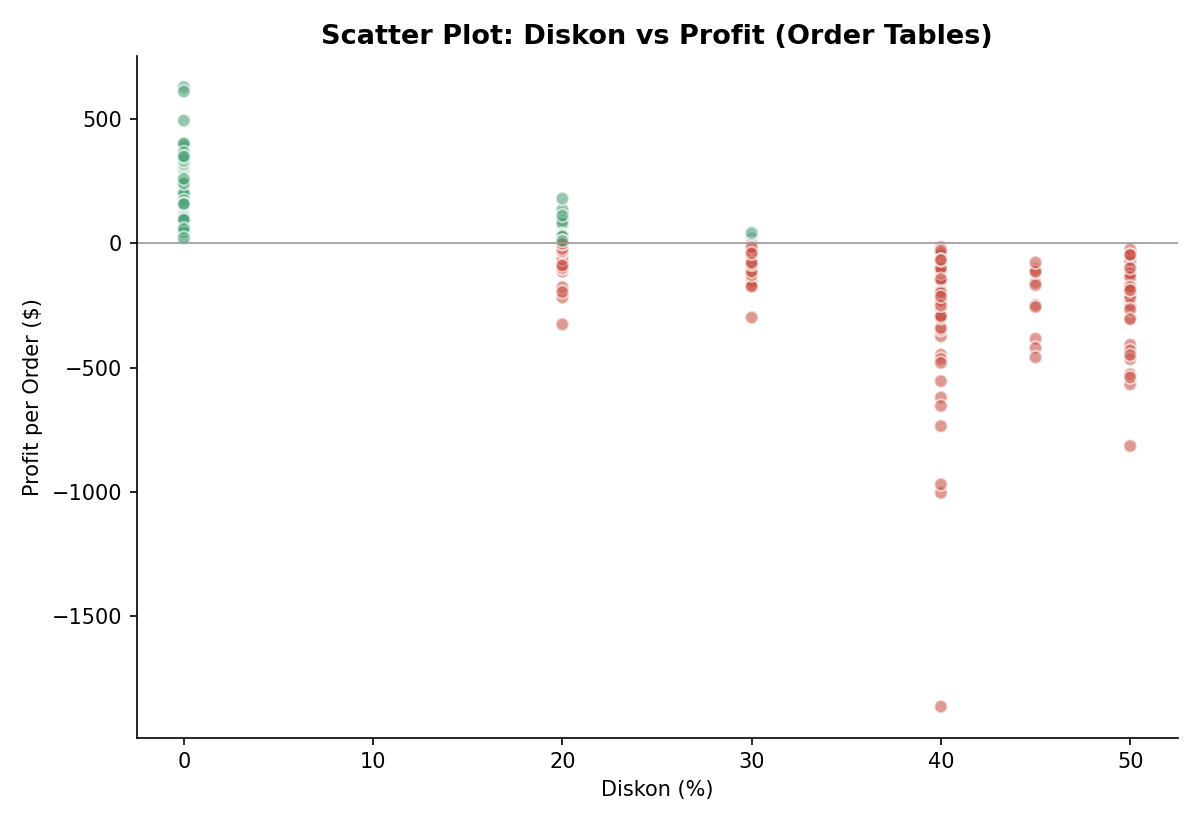 Scatter Plot: Diskon vs Profit (Order Tables)
Profit per Order ($)
500
0
−500
−1000
−1500
0 10 20 30 40 50
Diskon (%)